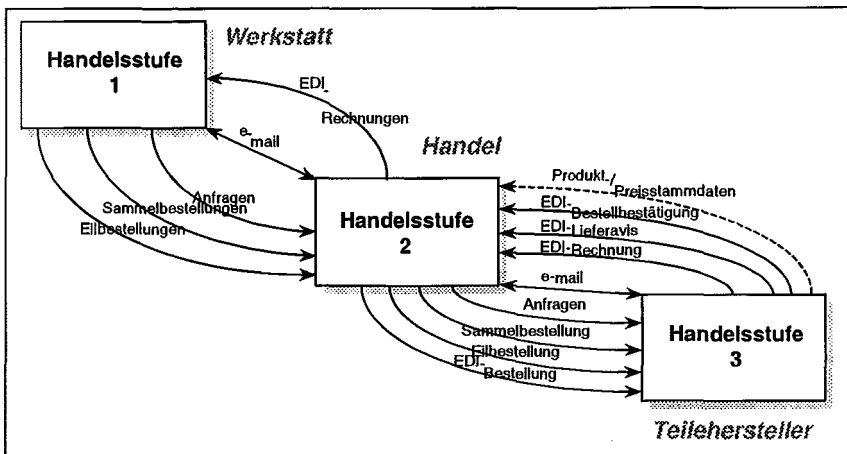 Werkstatt
Handelsstufe
1
EDI-
Rechnungen
e-
mail
Handel
Anfragen
Sammelbestellungen
Eilbestellungen
Handelsstufe
2
Produkt-/
Preisstammdaten
EDI-
Bestellbestätigung
EDI-
Lieferavis
EDI-
Rechnung
e-mail
Anfragen
Sammelbestellung
Eilbestellung
EDI-
Bestellung
Handelsstufe
3
Teilehersteller